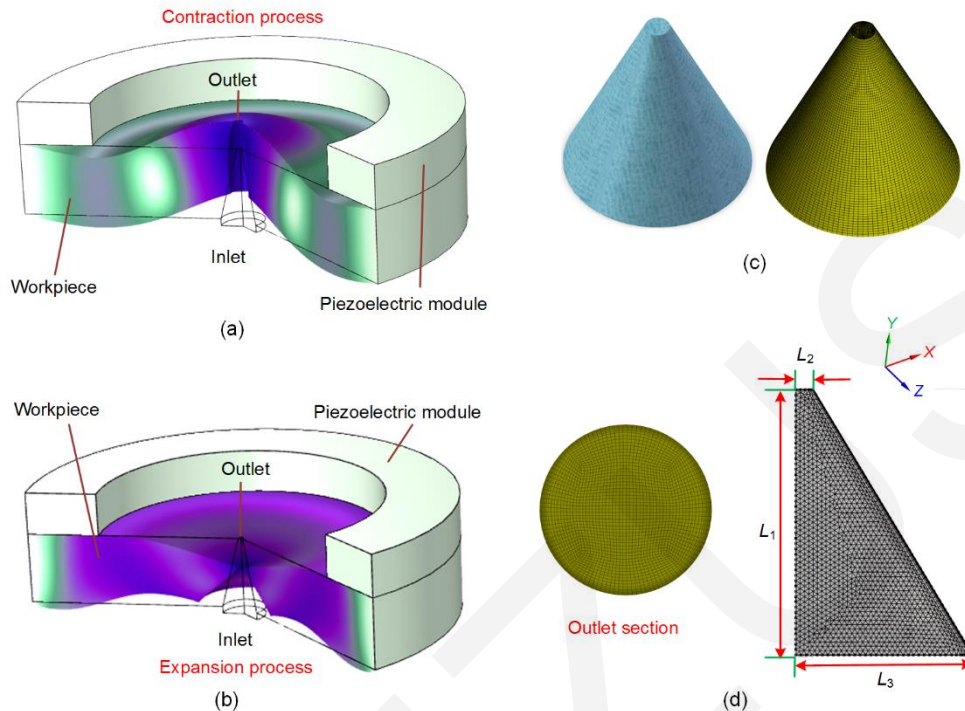 Contraction process
Outlet
Inlet
Workpiece
Piezoelectric module
(a)
Workpiece
Piezoelectric module
Outlet
Inlet
Expansion process
(b)
(c)
Y
X
Z
L2
L1
Outlet section
L3
(d)